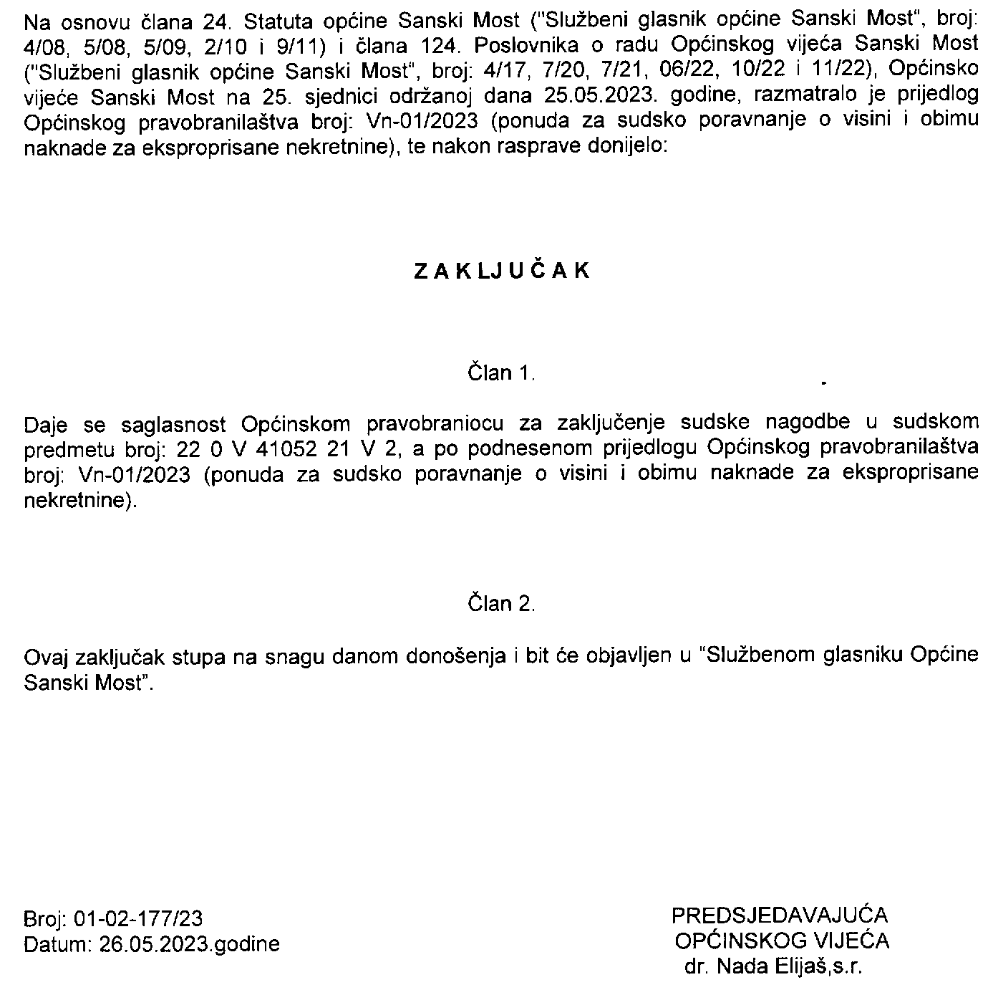 Na osnovu člana 24. Statuta općine Sanski Most ("Službeni glasnik općine Sanski Most“, broj:
4/08, 5/08, 5/09, 2/10 i 9/11) i člana 124. Poslovnika o radu Općinskog vijeća Sanski Most
("Službeni glasnik općine Sanski Most“, broj: 4/17, 7/20, 7/21, 06/22, 10/22 i 11/22), Općinsko
vijeće Sanski Most na 25. sjednici održanoj dana 25.05.2023. godine, razmatralo je prijedlog
Općinskog pravobranilaštva broj: Vn-01/2023 (ponuda za sudsko poravnanje o visini i obimu
naknade za eksproprisane nekretnine), te nakon rasprave donijelo:
Z A K LJ U Č A K
Član 1.
Daje se saglasnost Općinskom pravobraniocu za zaključenje sudske nagodbe u sudskom
predmetu broj: 22 0 V 41052 21 V 2, a po podnesenom prijedlogu Općinskog pravobranilaštva
broj: Vn-01/2023 (ponuda za sudsko poravnanje o visini i obimu naknade za eksproprisane
nekretnine).
Član 2.
Ovaj zaključak stupa na snagu danom donošenja i bit će objavljen u “Službenom glasniku Općine
Sanski Most”.
Broj: 01-02-177/23
Datum: 26.05.2023.godine
PREDSJEDAVAJUĆA
OPĆINSKOG VIJEĆA
dr. Nada Elijaš,s.r.